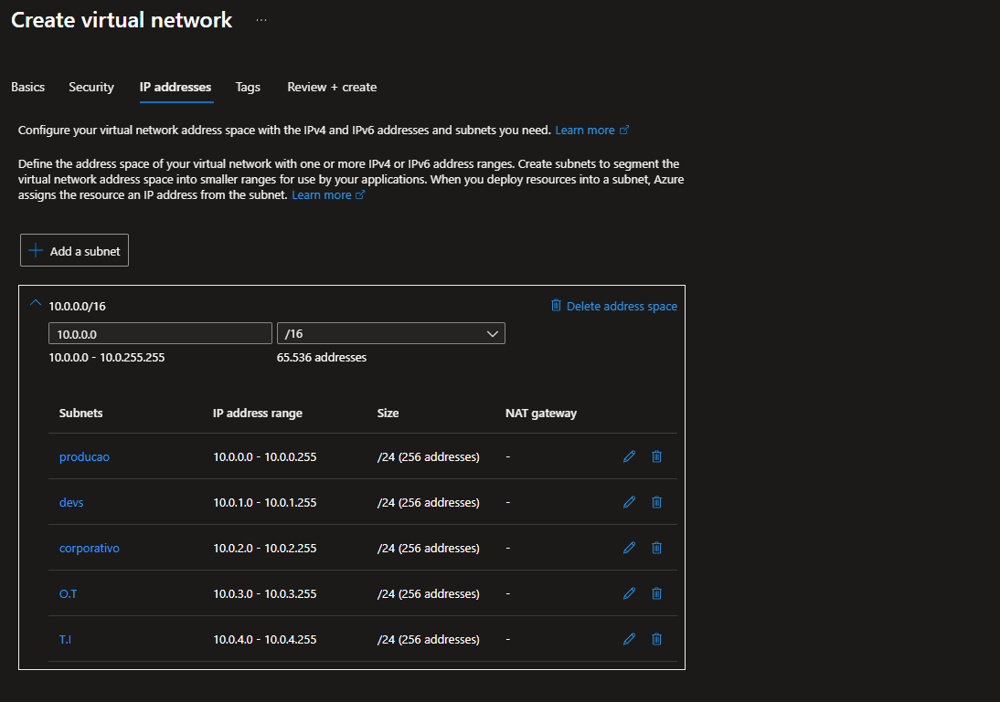 Create virtual network ...
Basics Security IP addresses Tags Review + create
Configure your virtual network address space with the IPv4 and IPv6 addresses and subnets you need. Learn more
Define the address space of your virtual network with one or more IPv4 or IPv6 address ranges. Create subnets to segment the
virtual network address space into smaller ranges for use by your applications. When you deploy resources into a subnet, Azure
assigns the resource an IP address from the subnet. Learn more
Add a subnet
10.0.0.0/16 Delete address space
10.0.0.0 /16
10.0.0.0 - 10.0.255.255 65.536 addresses
Subnets IP address range Size NAT gateway
producao 10.0.0.0 - 10.0.0.255 /24 (256 addresses) -
devs 10.0.1.0 - 10.0.1.255 /24 (256 addresses) -
corporativo 10.0.2.0 - 10.0.2.255 /24 (256 addresses) -
O.T 10.0.3.0 - 10.0.3.255 /24 (256 addresses) -
T.I 10.0.4.0 - 10.0.4.255 /24 (256 addresses) -